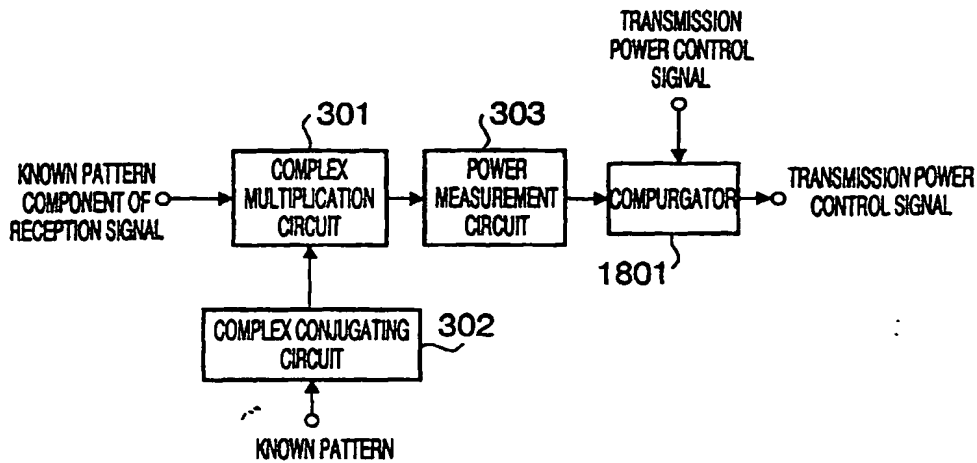 TRANSMISSION
POWER CONTROL
SIGNAL
301
303
KNOWN PATTERN
COMPONENT OF
RECEPTION SIGNAL
COMPLEX
MULTIPLICATION
CIRCUIT
POWER
MEASUREMENT
CIRCUIT
COMPURGATOR
TRANSMISSION POWER
CONTROL SIGNAL
1801
COMPLEX CONJUGATING
CIRCUIT
302
KNOWN PATTERN